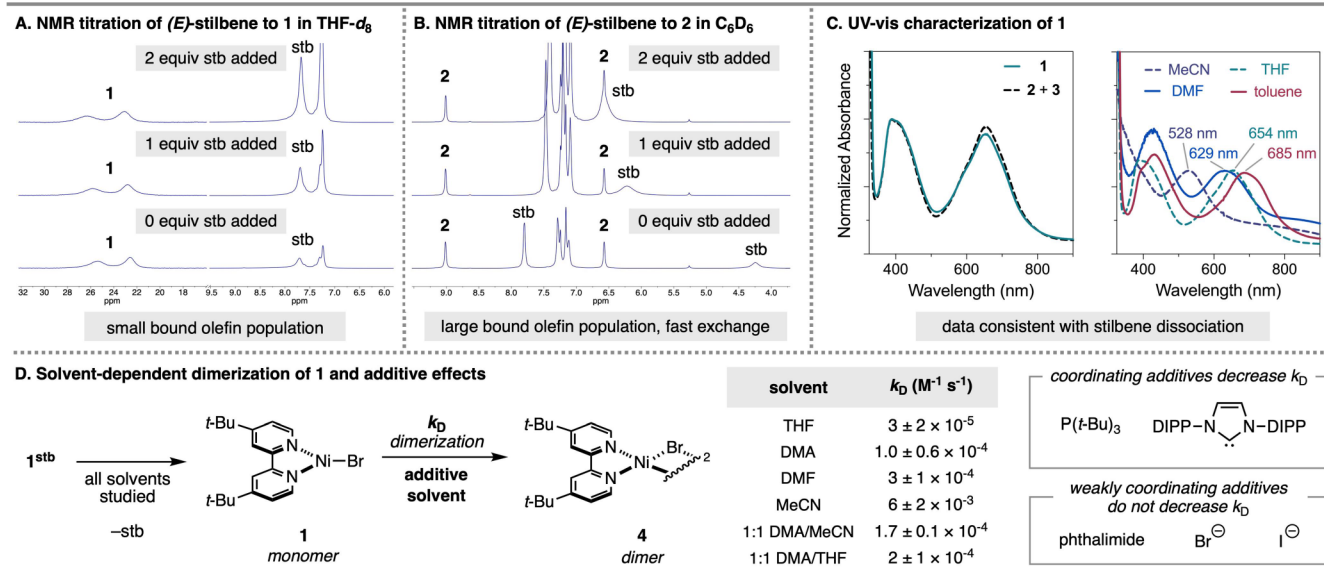 A. NMR titration of (E)-stilbene to 1 in THF-d8
stb
2 equiv stb added
1
stb
1 equiv stb added
1
0 equiv stb added
stb
1
32 30 28 26 24 22 20 18 9.5 9.0 8.5 8.0 7.5 7.0 6.5 6.0
ppm ppm
small bound olefin population
B. NMR titration of (E)-stilbene to 2 in C6D6
2 equiv stb added
2 2
stb
1 equiv stb added
2 2
stb
0 equiv stb added
2 stb 2
stb
9.0 8.5 8.0 7.5 7.0 6.5 6.0 5.5 5.0 4.5 4.0
ppm
large bound olefin population, fast exchange
C. UV-vis characterization of 1
Normalized Absorbance
1
2 + 3
400 600 800
Wavelength (nm)
MeCN THF
DMF toluene
528 nm 654 nm
629 nm 685 nm
400 600 800
Wavelength (nm)
data consistent with stilbene dissociation
D. Solvent-dependent dimerization of 1 and additive effects
1stb
all solvents
studied
–stb
t-Bu
N
Ni Br
N
t-Bu
1
monomer
kD
dimerization
additive
solvent
t-Bu
N Br
Ni 2
N
t-Bu
4
dimer
solvent kD (M-1 s-1)
THF 3 ± 2 × 10-5
DMA 1.0 ± 0.6 × 10-4
DMF 3 ± 1 × 10-4
MeCN 6 ± 2 × 10-3
1:1 DMA/MeCN 1.7 ± 0.1 × 10-4
1:1 DMA/THF 2 ± 1 × 10-4
coordinating additives decrease kD
P(t-Bu)3 DIPP N N DIPP
weakly coordinating additives
do not decrease kD
phthalimide Br⊖ I⊖